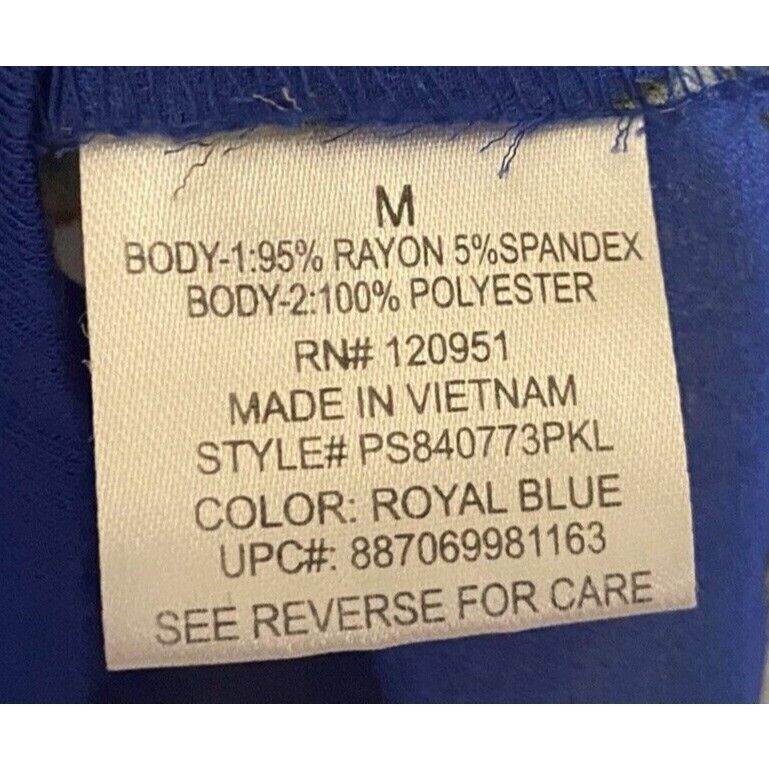 M
BODY-1:95% RAYON 5%SPANDEX
BODY-2:100% POLYESTER
RN# 120951
MADE IN VIETNAM
STYLE# PS840773PKL
COLOR: ROYAL BLUE
UPC#: 887069981163
SEE REVERSE FOR CARE